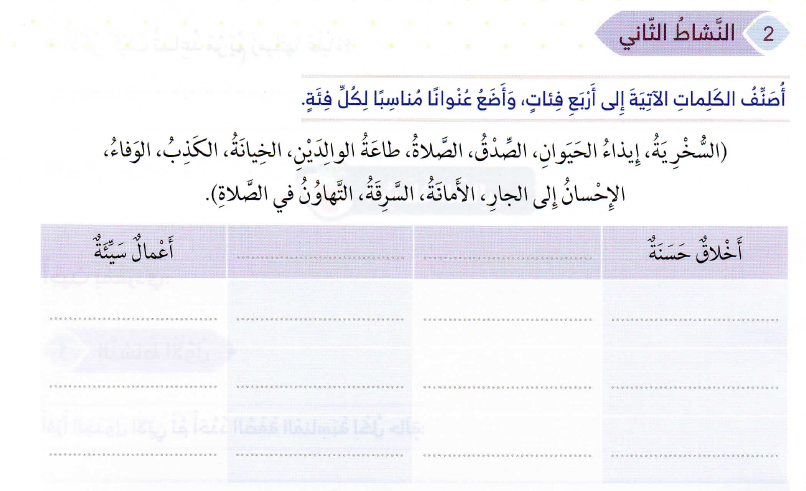 2 النَّشاطُ الثّاني
أُصَنِّفُ الكَلِماتِ الآتِيَةَ إِلى أَرْبَعِ فِئاتٍ، وَأَضَعُ عُنْوانًا مُناسِبًا لِكُلِّ فِئَةٍ.
(السُّخْرِيَةُ، إِيذاءُ الحَيَوانِ، الصِّدْقُ، الصَّلاةُ، طاعَةُ الوالِدَيْنِ، الخِيانَةُ، الكَذِبُ، الوَفاءُ،
الإِحْسانُ إِلى الجارِ، الأَمانَةُ، السَّرِقَةُ، التَّهاوُنُ في الصَّلاةِ).
أَخْلاقٌ حَسَنَةٌ ........ ........ أَعْمالٌ سَيِّئَةٌ